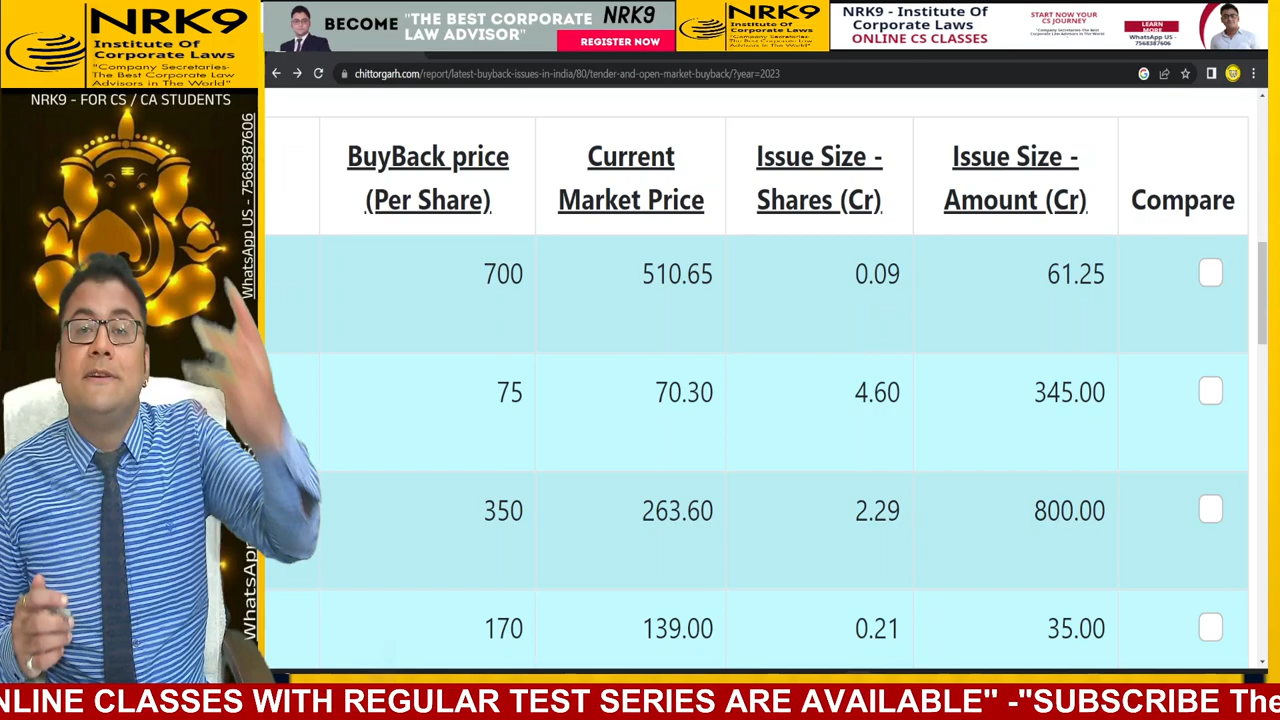 NRK9
Institute Of
Corporate Laws
"Company Secretaries-
The Best Corporate Law
Advisors in The World"
NRK9 - FOR CS / CA STUDENTS
WhatsApp US - 7568387606
BECOME "THE BEST CORPORATE
LAW ADVISOR"
NRK9
REGISTER NOW
NRK9
Institute Of
Corporate Laws
NRK9 - Institute Of
Corporate Laws
ONLINE CS CLASSES
START NOW YOUR
CS JOURNEY
LEARN
MORE
WhatsApp US -
7568387606
chittorgarh.com/report/latest-buyback-issues-in-india/80/tender-and-open-market-buyback/?year=2023
BuyBack price
(Per Share)
Current
Market Price
Issue Size -
Shares (Cr)
Issue Size -
Amount (Cr)
Compare
700 510.65 0.09 61.25
75 70.30 4.60 345.00
350 263.60 2.29 800.00
170 139.00 0.21 35.00
WhatsApp
NLINE CLASSES WITH REGULAR TEST SERIES ARE AVAILABLE" -"SUBSCRIBE The